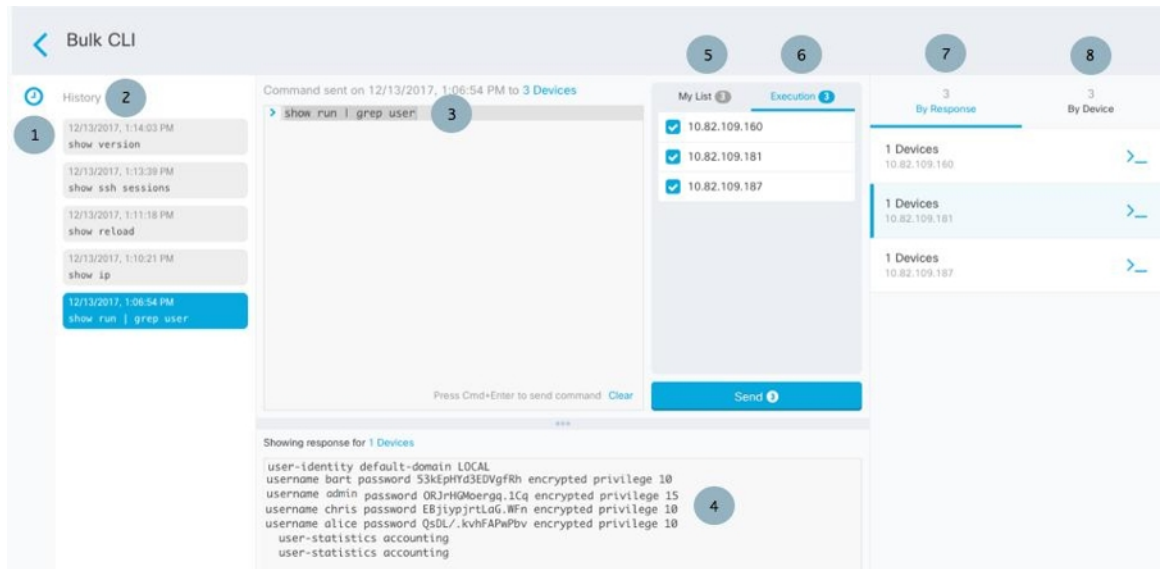 Bulk CLI
5
6
7
8
1
History 2
12/13/2017, 1:14:03 PM
show version
12/13/2017, 1:13:39 PM
show ssh sessions
12/13/2017, 1:11:18 PM
show reload
12/13/2017, 1:10:21 PM
show ip
12/13/2017, 1:06:54 PM
show run | grep user
Command sent on 12/13/2017, 1:06:54 PM to 3 Devices
> show run | grep user 3
Press Cmd+Enter to send command Clear
My List 3 Execution 3
10.82.109.160
10.82.109.181
10.82.109.187
Send 3
3
By Response
3
By Device
1 Devices
10.82.109.160
>_
1 Devices
10.82.109.181
>_
1 Devices
10.82.109.187
>_
Showing response for 1 Devices
user-identity default-domain LOCAL
username bart password 53kEpHYd3EDVgfRh encrypted privilege 10
username admin password ORJrHGMoergq.1Cq encrypted privilege 15
username chris password EBjiypjrtLaG.WFn encrypted privilege 10
username alice password QsDL/.kvhFAPwPbv encrypted privilege 10
user-statistics accounting
user-statistics accounting
4